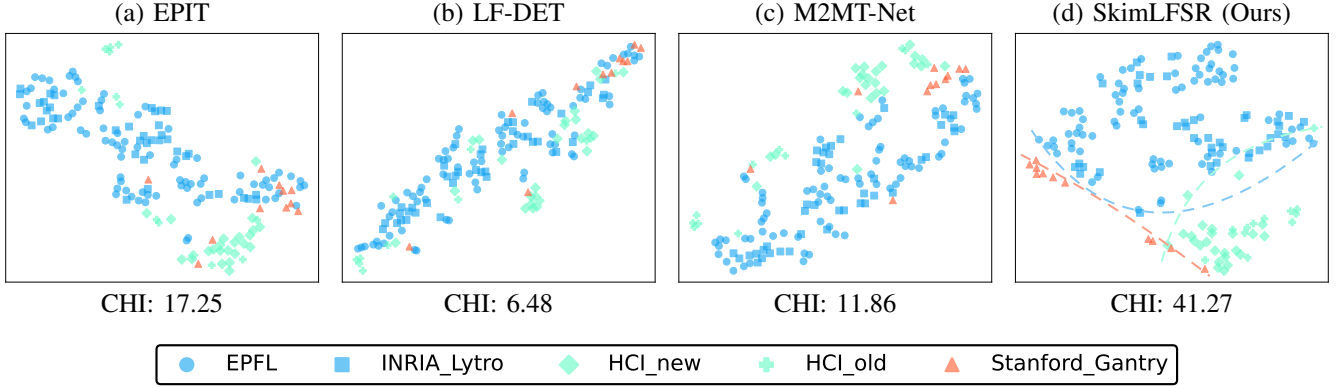 (a) EPIT (b) LF-DET (c) M2MT-Net (d) SkimLFSR (Ours)
CHI: 17.25 CHI: 6.48 CHI: 11.86 CHI: 41.27
EPFL INRIA_Lytro HCI_new HCI_old Stanford_Gantry